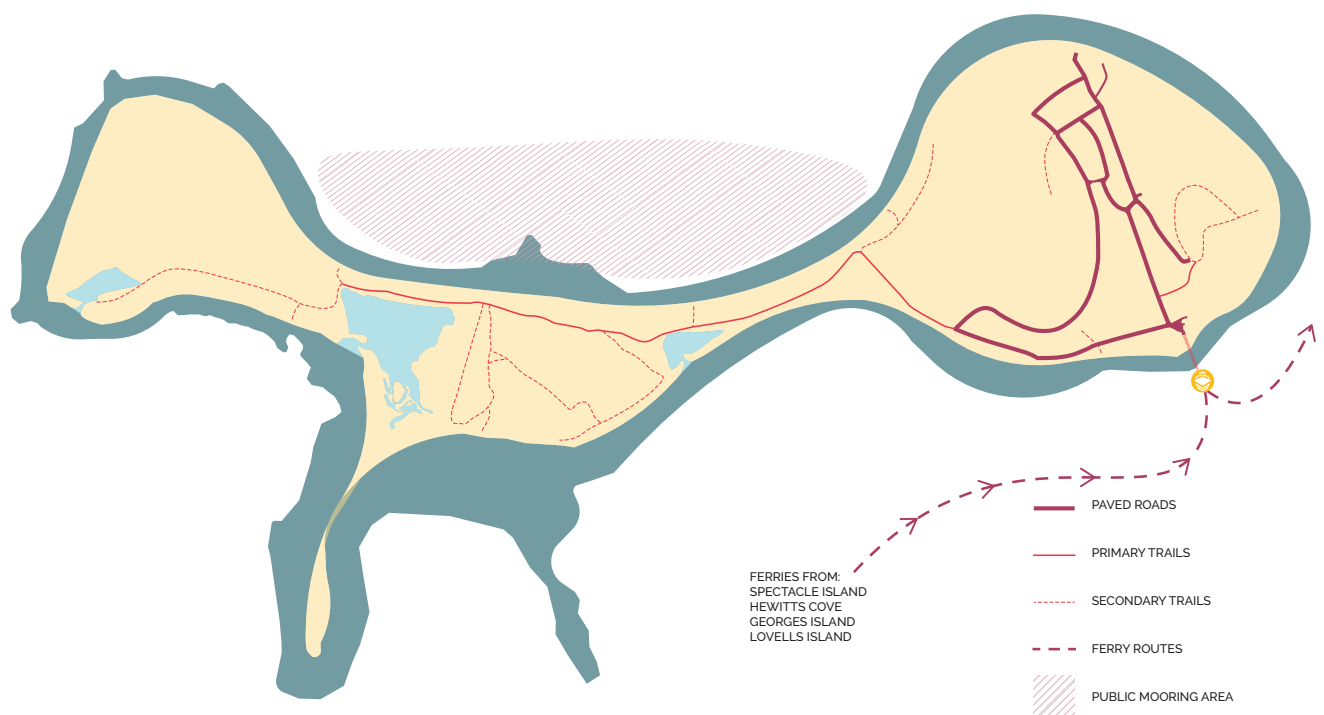 FERRIES FROM:
SPECTACLE ISLAND
HEWITTS COVE
GEORGES ISLAND
LOVELLS ISLAND
PAVED ROADS
PRIMARY TRAILS
SECONDARY TRAILS
FERRY ROUTES
PUBLIC MOORING AREA